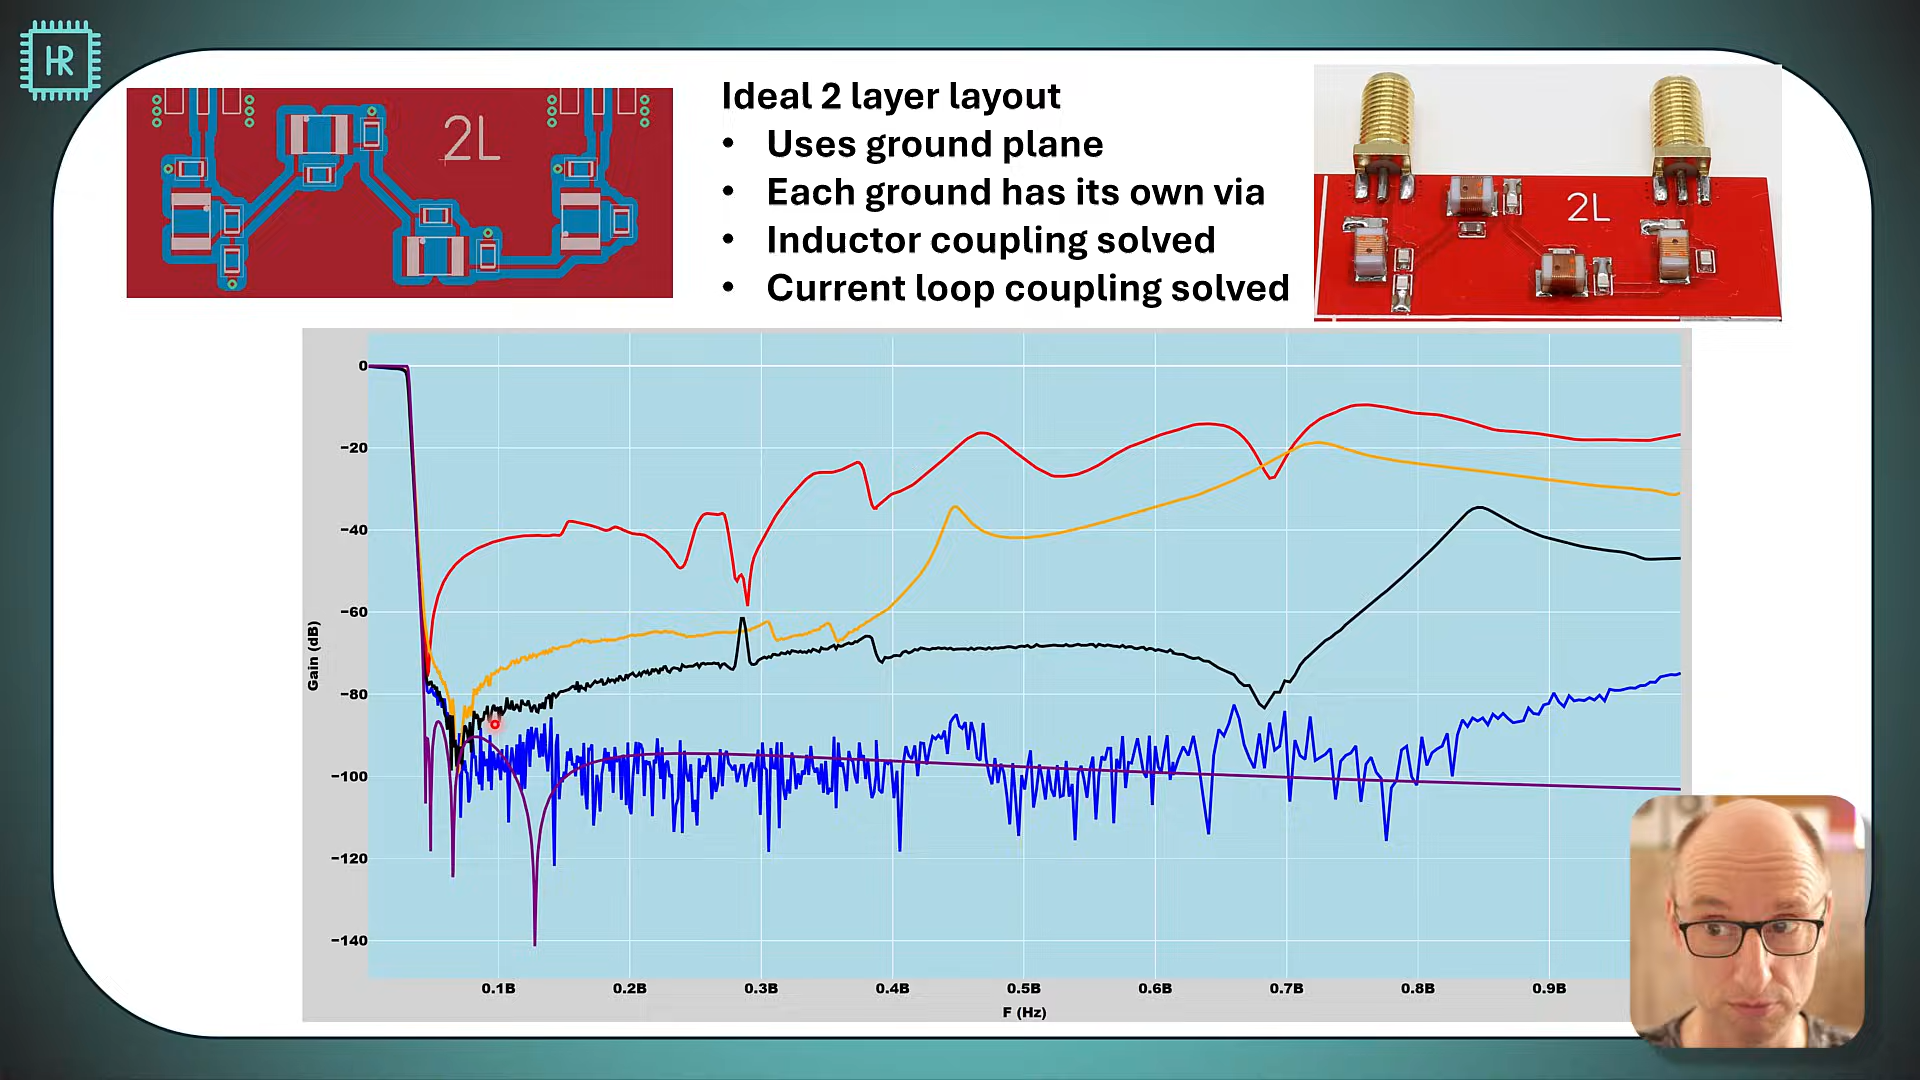 HR
2L
Ideal 2 layer layout
• Uses ground plane
• Each ground has its own via
• Inductor coupling solved
• Current loop coupling solved
2L
Gain (dB)
0
−20
−40
−60
−80
−100
−120
−140
0.1B 0.2B 0.3B 0.4B 0.5B 0.6B 0.7B 0.8B 0.9B
F (Hz)